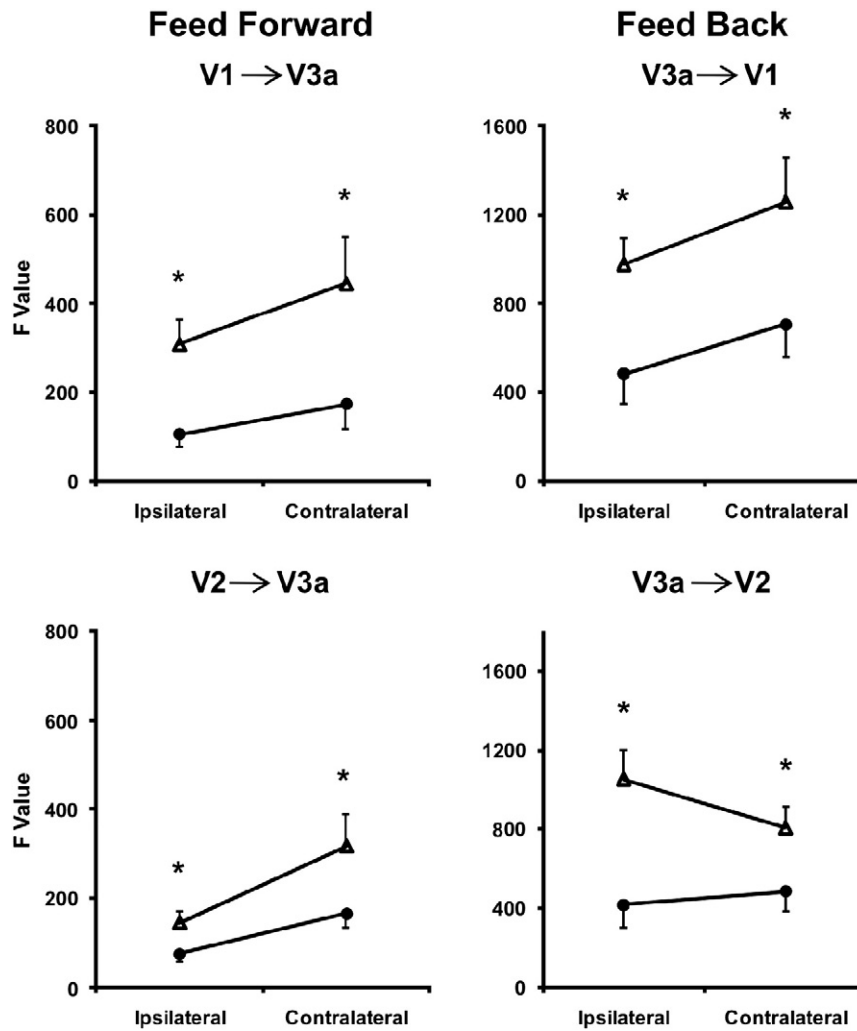 Feed Forward
Feed Back
V1 → V3a
V3a → V1
800
600
400
200
0
F Value
*
*
Ipsilateral
Contralateral
1600
1200
800
400
0
*
*
Ipsilateral
Contralateral
V2 → V3a
V3a → V2
800
600
400
200
0
F Value
*
*
Ipsilateral
Contralateral
1600
1200
800
400
0
*
*
Ipsilateral
Contralateral